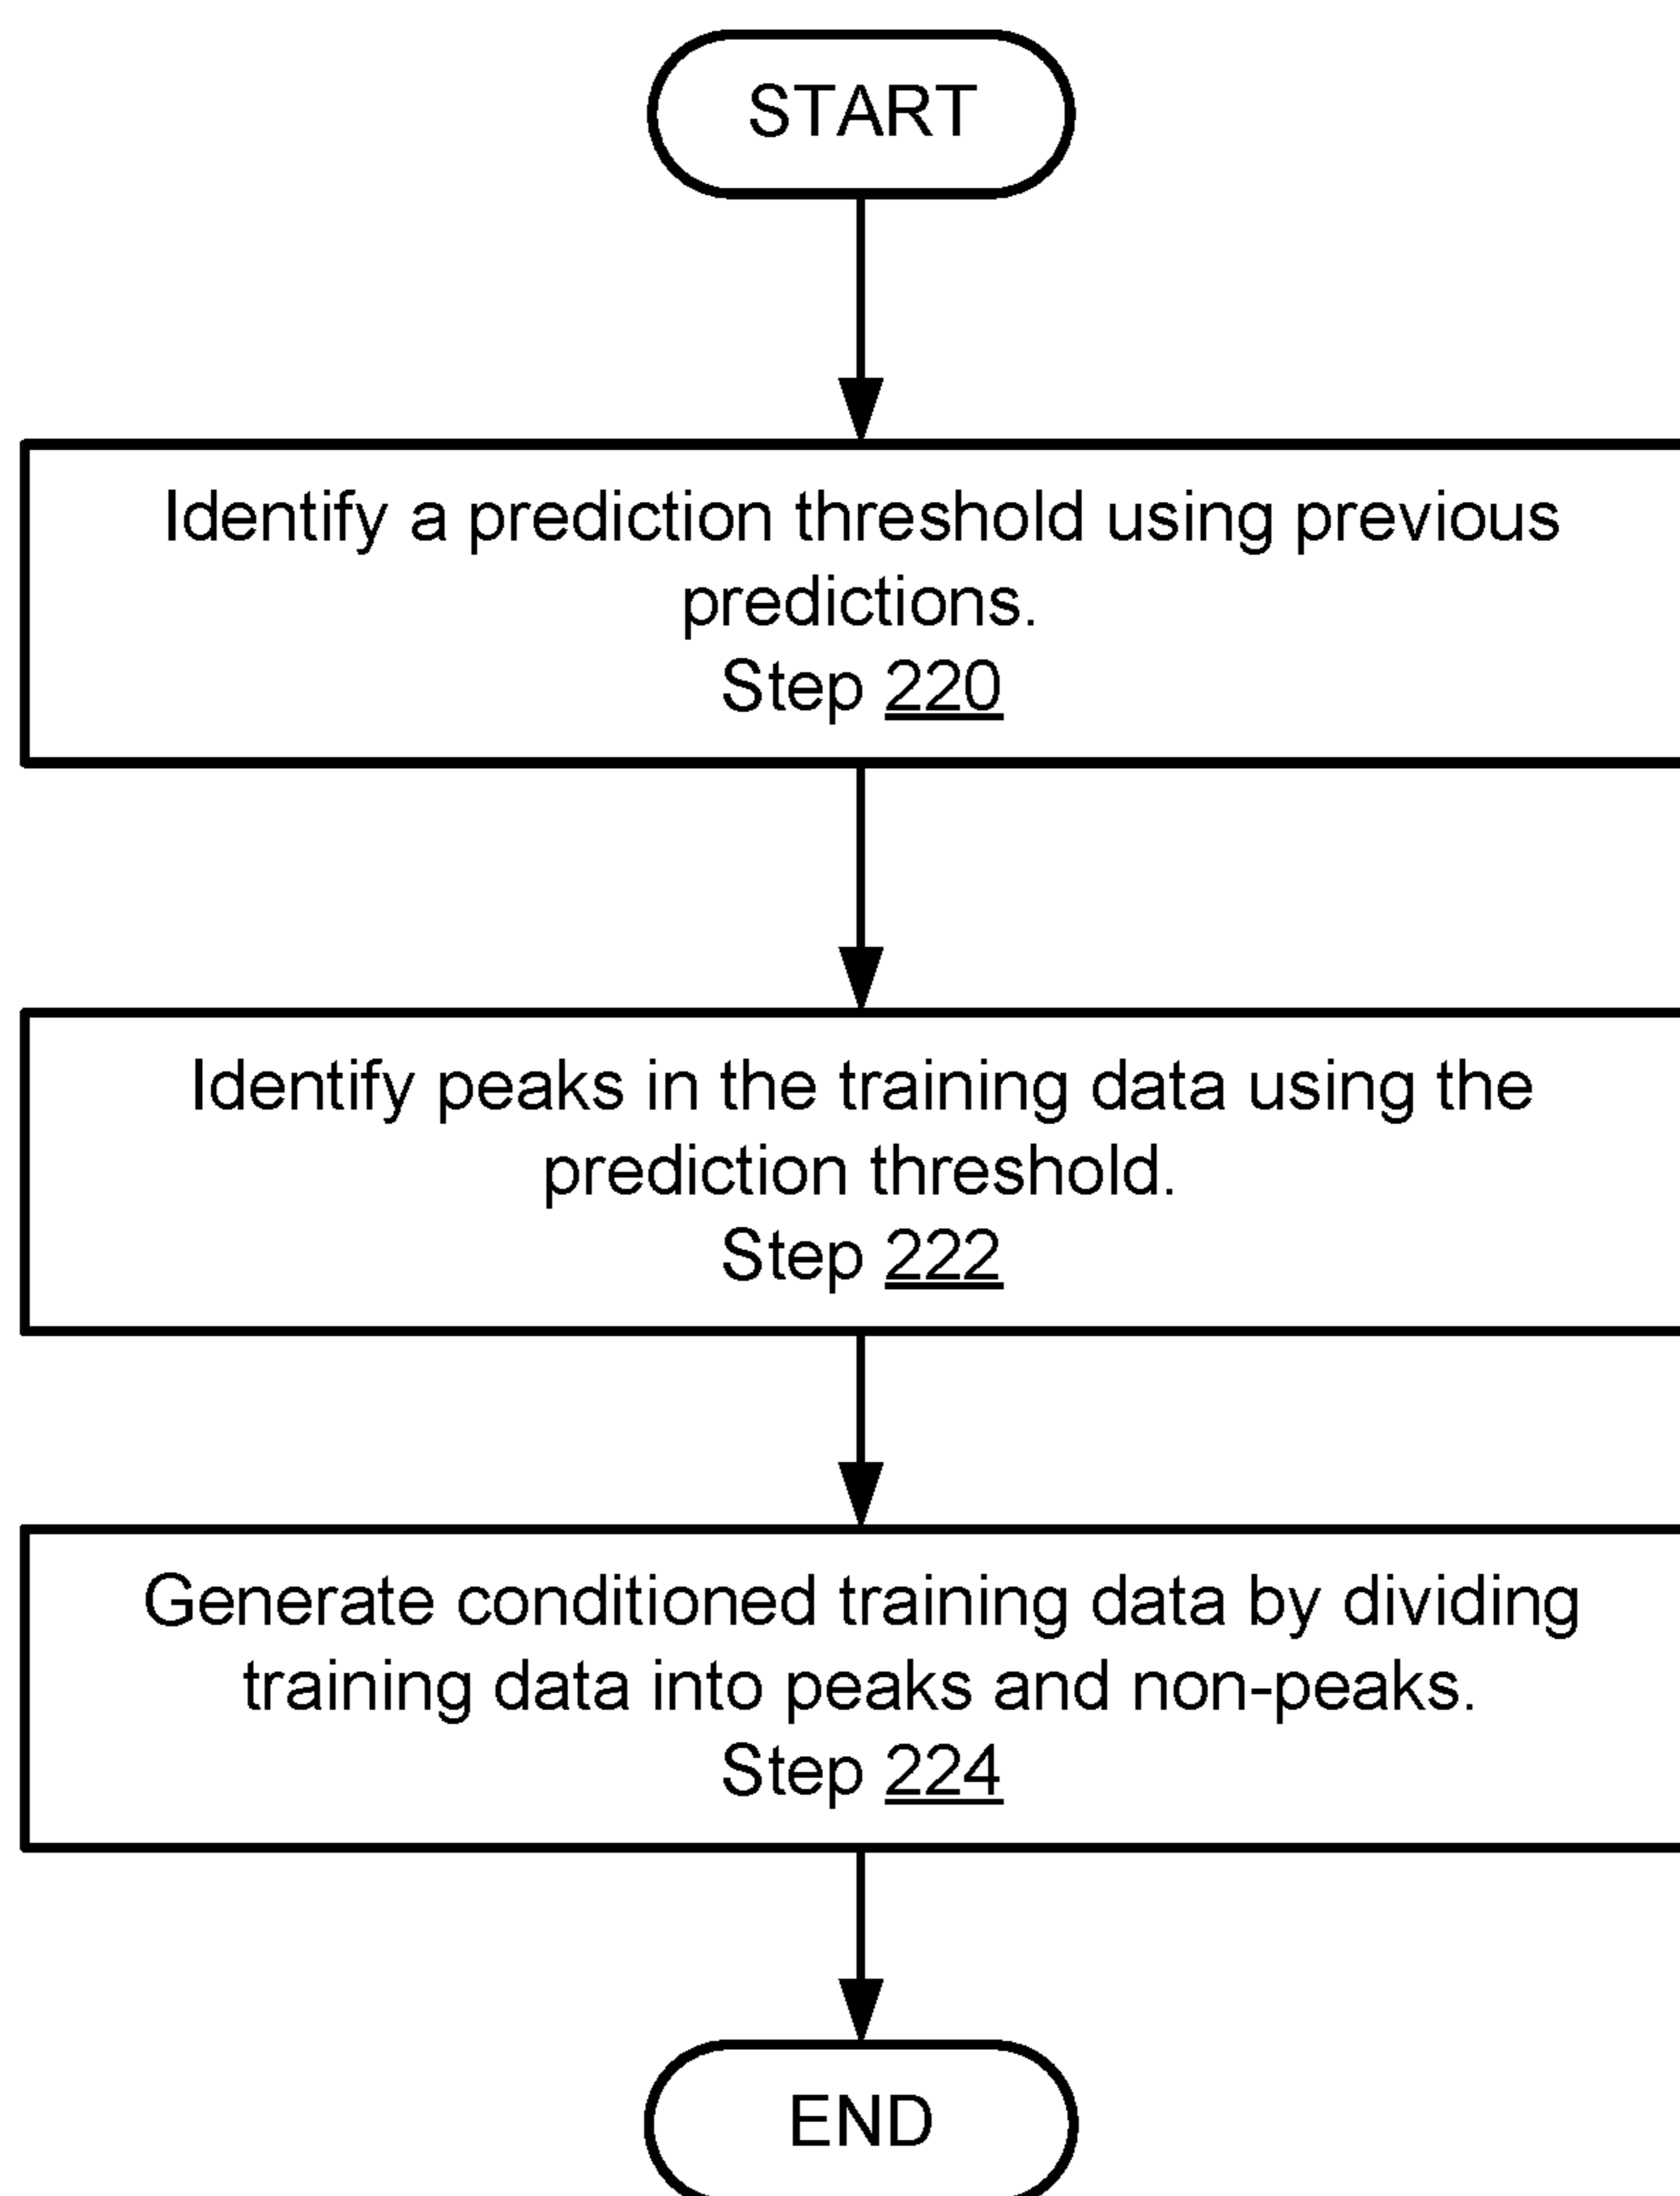 START
Identify a prediction threshold using previous
predictions.
Step 220
Identify peaks in the training data using the
prediction threshold.
Step 222
Generate conditioned training data by dividing
training data into peaks and non-peaks.
Step 224
END